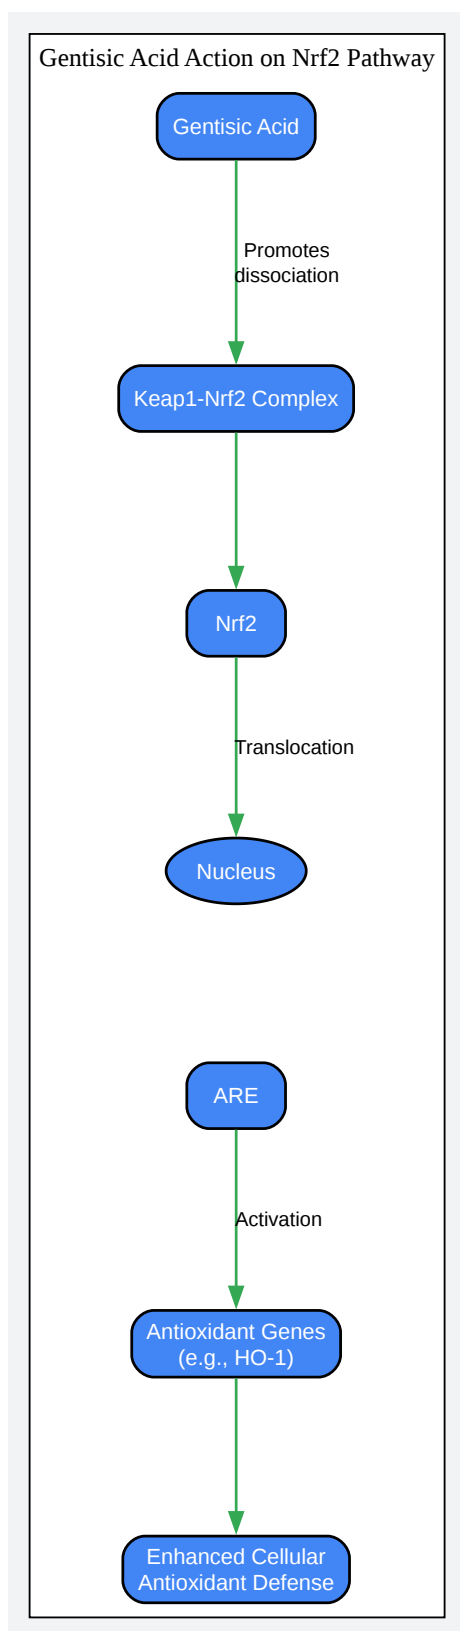 Gentisic Acid Action on Nrf2 Pathway
Gentisic Acid
Promotes
dissociation
Keap1-Nrf2 Complex
Nrf2
Translocation
Nucleus
ARE
Activation
Antioxidant Genes
(e.g., HO-1)
Enhanced Cellular
Antioxidant Defense